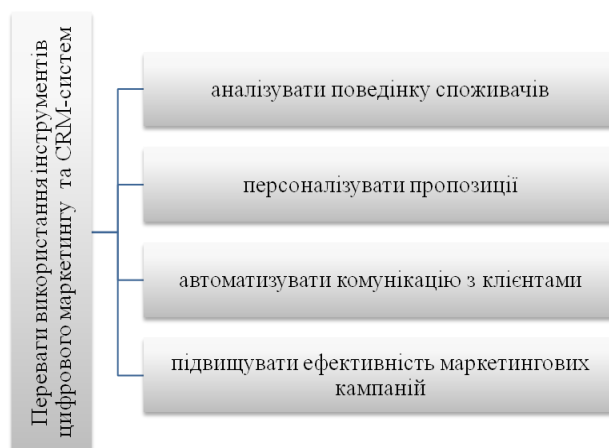 Переваги використання інструментів
цифрового маркетингу та CRM-систем
аналізувати поведінку споживачів
персоналізувати пропозиції
автоматизувати комунікацію з клієнтами
підвищувати ефективність маркетингових
кампаній